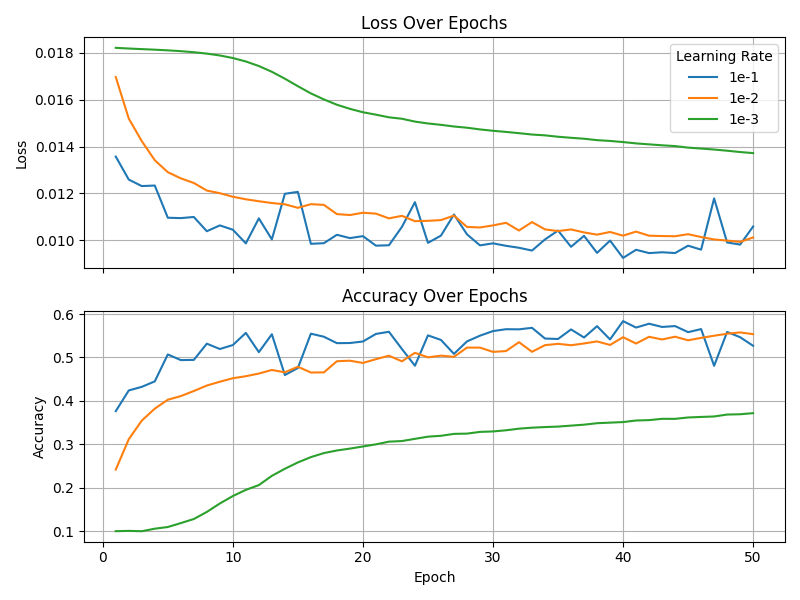 Loss Over Epochs
0.018
0.016
0.014
0.012
0.010
Loss
Learning Rate
1e-1
1e-2
1e-3
Accuracy Over Epochs
0.6
0.5
0.4
0.3
0.2
0.1
Accuracy
0 10 20 30 40 50
Epoch